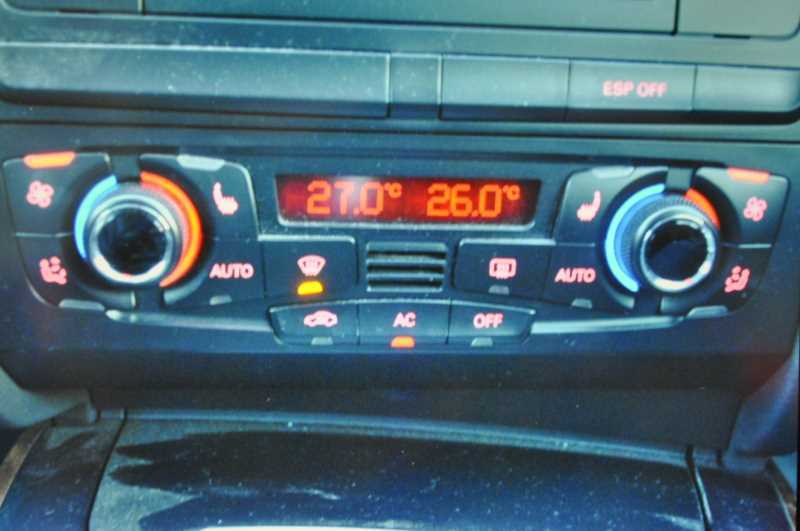 ESP OFF
27.0°C 26.0°C
AUTO AUTO
AC OFF